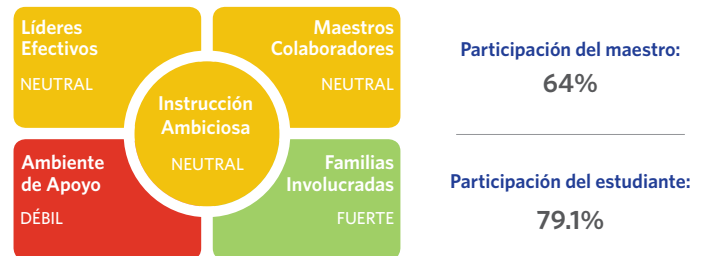 Líderes
Efectivos
NEUTRAL
Maestros
Colaboradores
NEUTRAL
Instrucción
Ambiciosa
NEUTRAL
Ambiente
de Apoyo
DÉBIL
Familias
Involucradas
FUERTE
Participación del maestro:
64%
Participación del estudiante:
79.1%